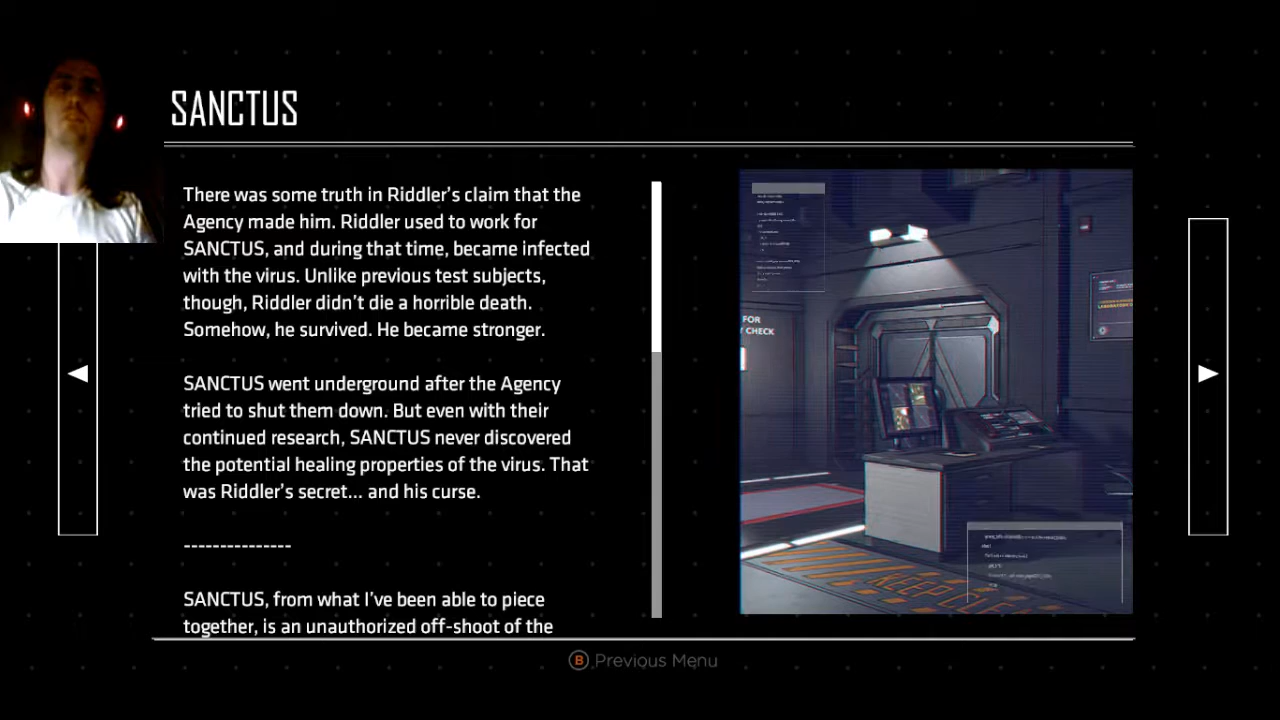 SANCTUS
There was some truth in Riddler's claim that the
Agency made him. Riddler used to work for
SANCTUS, and during that time, became infected
with the virus. Unlike previous test subjects,
though, Riddler didn't die a horrible death.
Somehow, he survived. He became stronger.
SANCTUS went underground after the Agency
tried to shut them down. But even with their
continued research, SANCTUS never discovered
the potential healing properties of the virus. That
was Riddler's secret... and his curse.
---------------
SANCTUS, from what I've been able to piece
together, is an unauthorized off-shoot of the
FOR
CHECK
KEEP
B Previous Menu